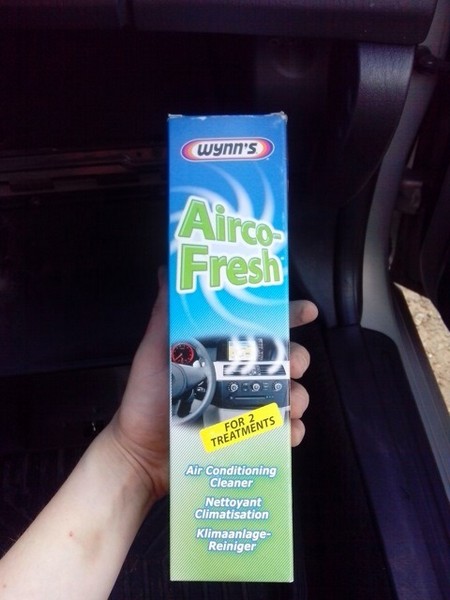 WYNN'S
Airco-
Fresh
FOR 2
TREATMENTS
Air Conditioning
Cleaner
Nettoyant
Climatisation
Klimaanlage-
Reiniger